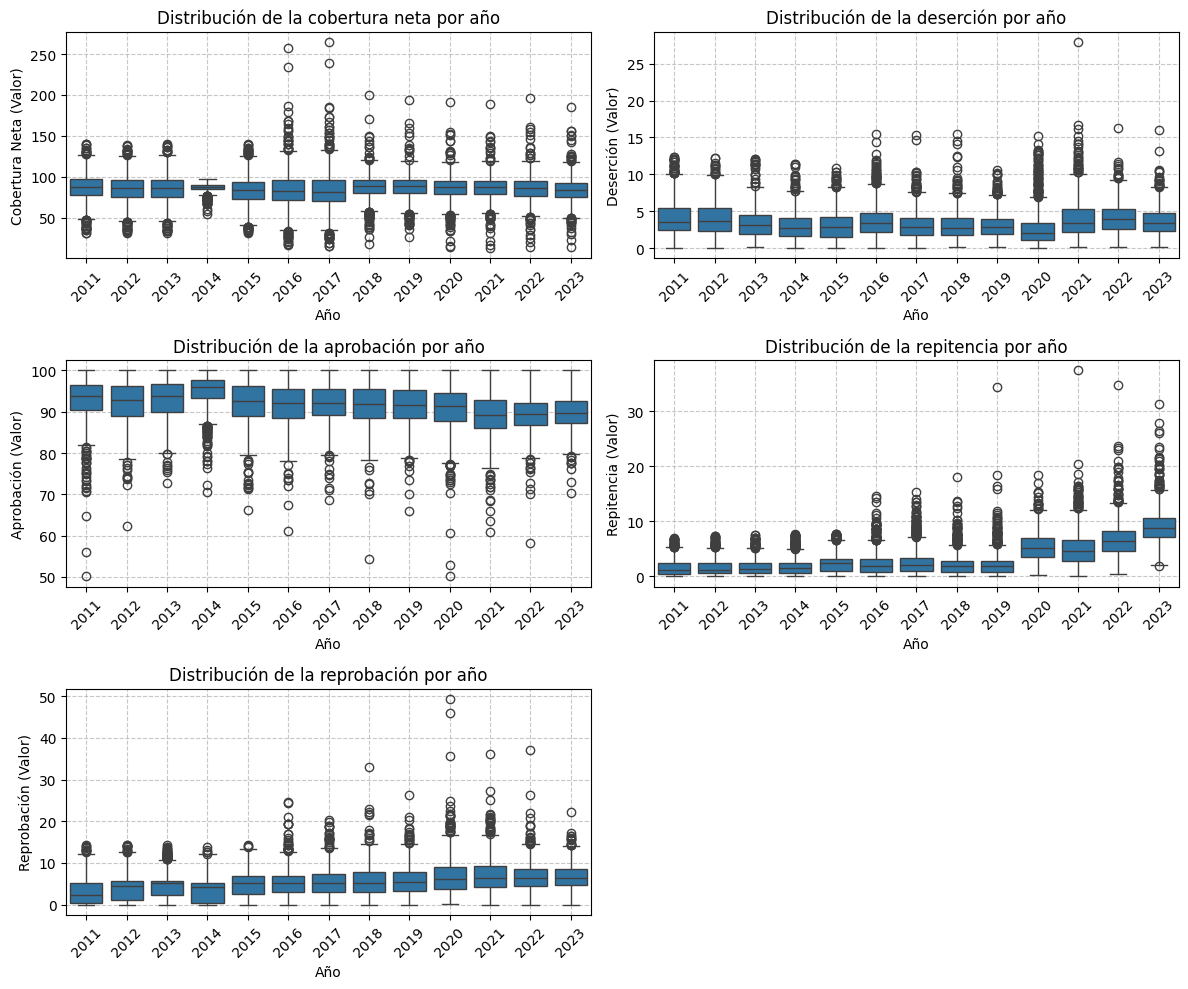 Distribución de la cobertura neta por año
Cobertura Neta (Valor)
250
200
150
100
50
2011 2012 2013 2014 2015 2016 2017 2018 2019 2020 2021 2022 2023
Año
Distribución de la deserción por año
Deserción (Valor)
25
20
15
10
5
0
2011 2012 2013 2014 2015 2016 2017 2018 2019 2020 2021 2022 2023
Año
Distribución de la aprobación por año
Aprobación (Valor)
100
90
80
70
60
50
2011 2012 2013 2014 2015 2016 2017 2018 2019 2020 2021 2022 2023
Año
Distribución de la repitencia por año
Repitencia (Valor)
30
20
10
0
2011 2012 2013 2014 2015 2016 2017 2018 2019 2020 2021 2022 2023
Año
Distribución de la reprobación por año
Reprobación (Valor)
50
40
30
20
10
0
2011 2012 2013 2014 2015 2016 2017 2018 2019 2020 2021 2022 2023
Año